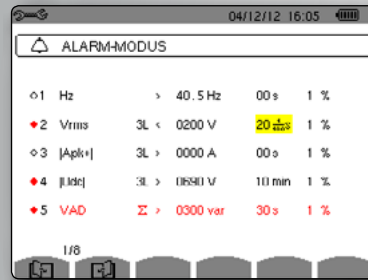 04/12/12 16:05
ALARM-MODUS
1 Hz > 40.5 Hz 00 s 1 %
2 Vrms 3L < 0200 V 1 %
3 |Apk+| 3L > 0000 A 00 s 1 %
4 |Udc| 3L > 0690 V 10 min 1 %
5 VAD Σ > 0300 var 30 s 1 %
1/8